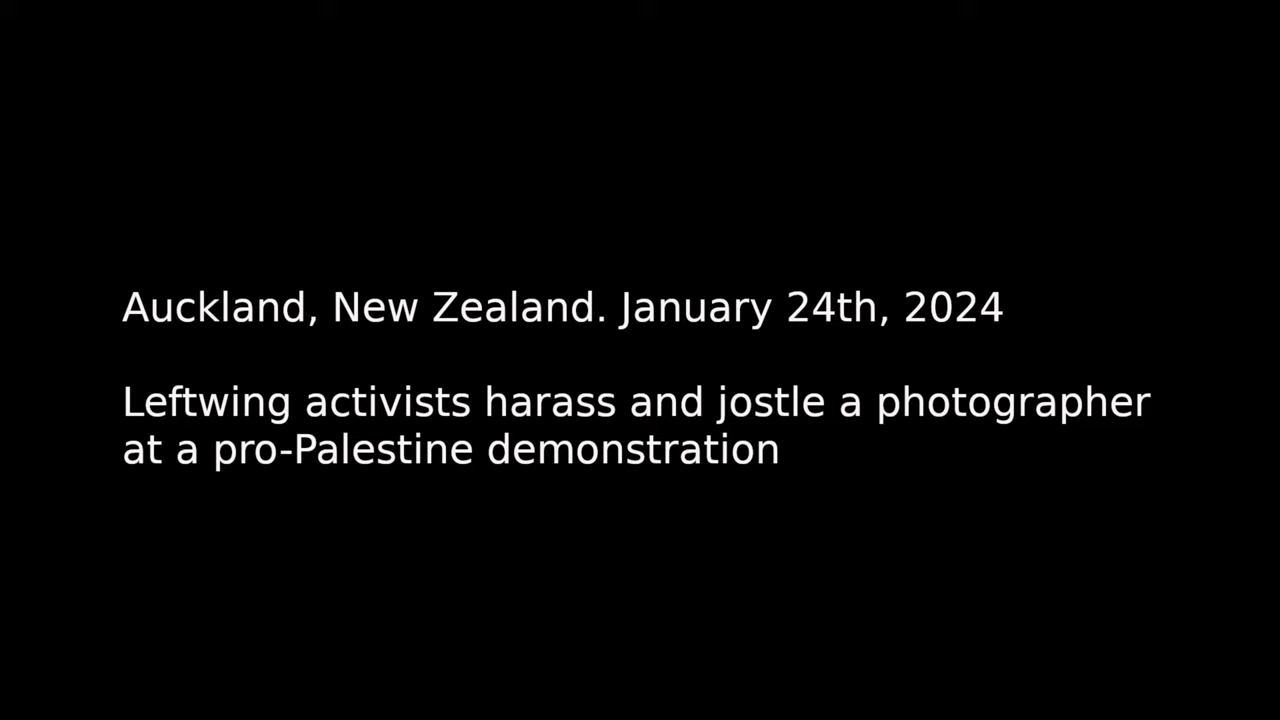 Auckland, New Zealand. January 24th, 2024
Leftwing activists harass and jostle a photographer
at a pro-Palestine demonstration